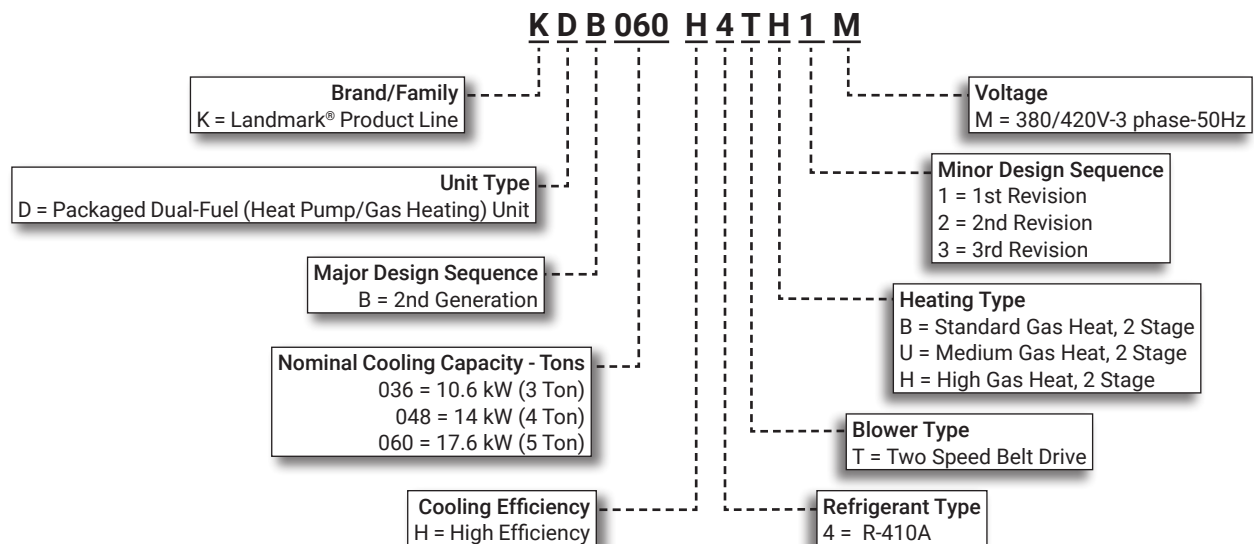 K D B 060 H 4 T H 1 M
Brand/Family
K = Landmark® Product Line
Unit Type
D = Packaged Dual-Fuel (Heat Pump/Gas Heating) Unit
Major Design Sequence
B = 2nd Generation
Nominal Cooling Capacity - Tons
036 = 10.6 kW (3 Ton)
048 = 14 kW (4 Ton)
060 = 17.6 kW (5 Ton)
Cooling Efficiency
H = High Efficiency
Voltage
M = 380/420V-3 phase-50Hz
Minor Design Sequence
1 = 1st Revision
2 = 2nd Revision
3 = 3rd Revision
Heating Type
B = Standard Gas Heat, 2 Stage
U = Medium Gas Heat, 2 Stage
H = High Gas Heat, 2 Stage
Blower Type
T = Two Speed Belt Drive
Refrigerant Type
4 = R-410A